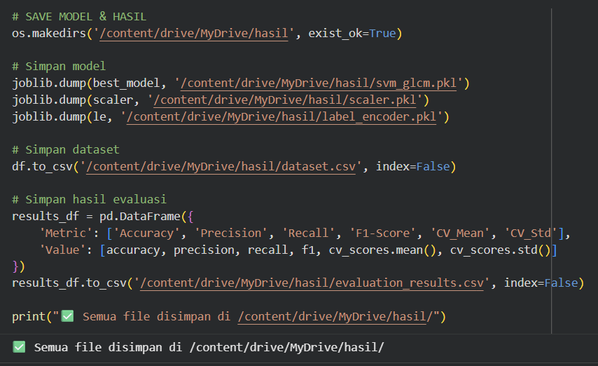 # SAVE MODEL & HASIL
os.makedirs('/content/drive/MyDrive/hasil', exist_ok=True)

# Simpan model
joblib.dump(best_model, '/content/drive/MyDrive/hasil/svm_glcm.pkl')
joblib.dump(scaler, '/content/drive/MyDrive/hasil/scaler.pkl')
joblib.dump(le, '/content/drive/MyDrive/hasil/label_encoder.pkl')

# Simpan dataset
df.to_csv('/content/drive/MyDrive/hasil/dataset.csv', index=False)

# Simpan hasil evaluasi
results_df = pd.DataFrame({
    'Metric': ['Accuracy', 'Precision', 'Recall', 'F1-Score', 'CV_Mean', 'CV_Std'],
    'Value': [accuracy, precision, recall, f1, cv_scores.mean(), cv_scores.std()]
})
results_df.to_csv('/content/drive/MyDrive/hasil/evaluation_results.csv', index=False)

print("✅ Semua file disimpan di /content/drive/MyDrive/hasil/")
✅ Semua file disimpan di /content/drive/MyDrive/hasil/